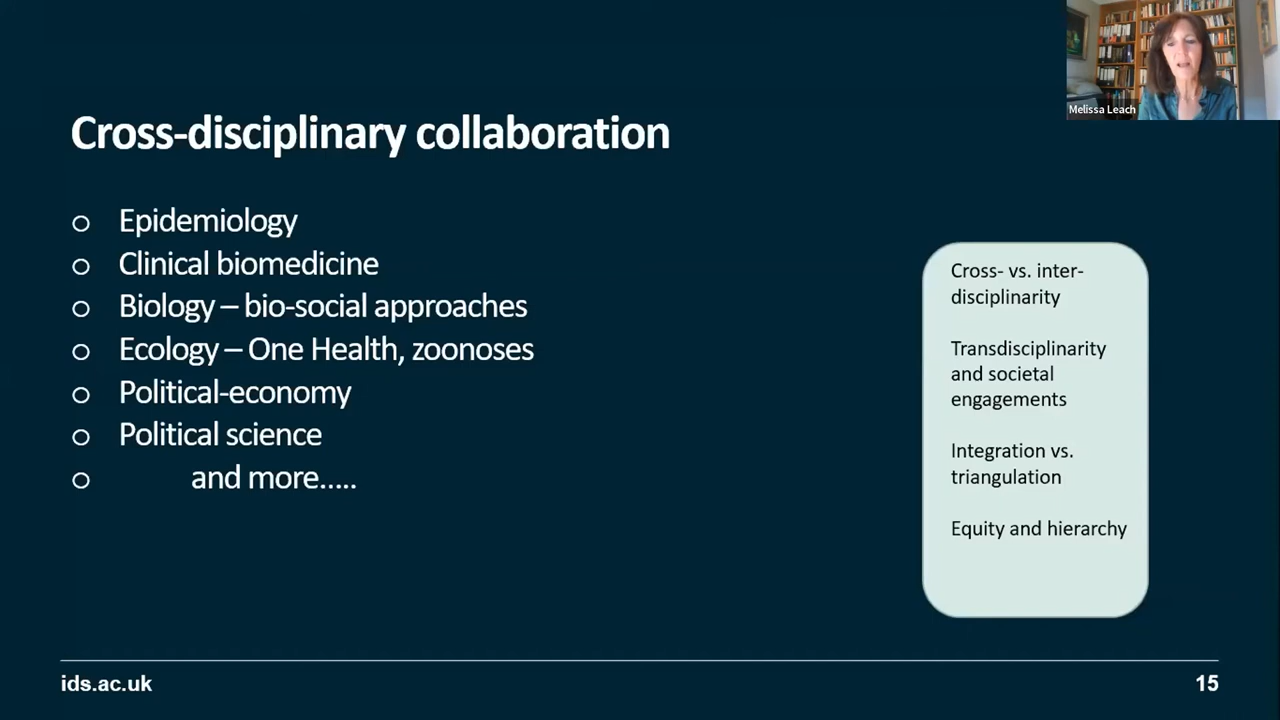 Melissa Leach
Cross-disciplinary collaboration
Epidemiology
Clinical biomedicine
Biology – bio-social approaches
Ecology – One Health, zoonoses
Political-economy
Political science
and more…..
Cross- vs. inter-
disciplinarity
Transdisciplinarity
and societal
engagements
Integration vs.
triangulation
Equity and hierarchy
ids.ac.uk
15